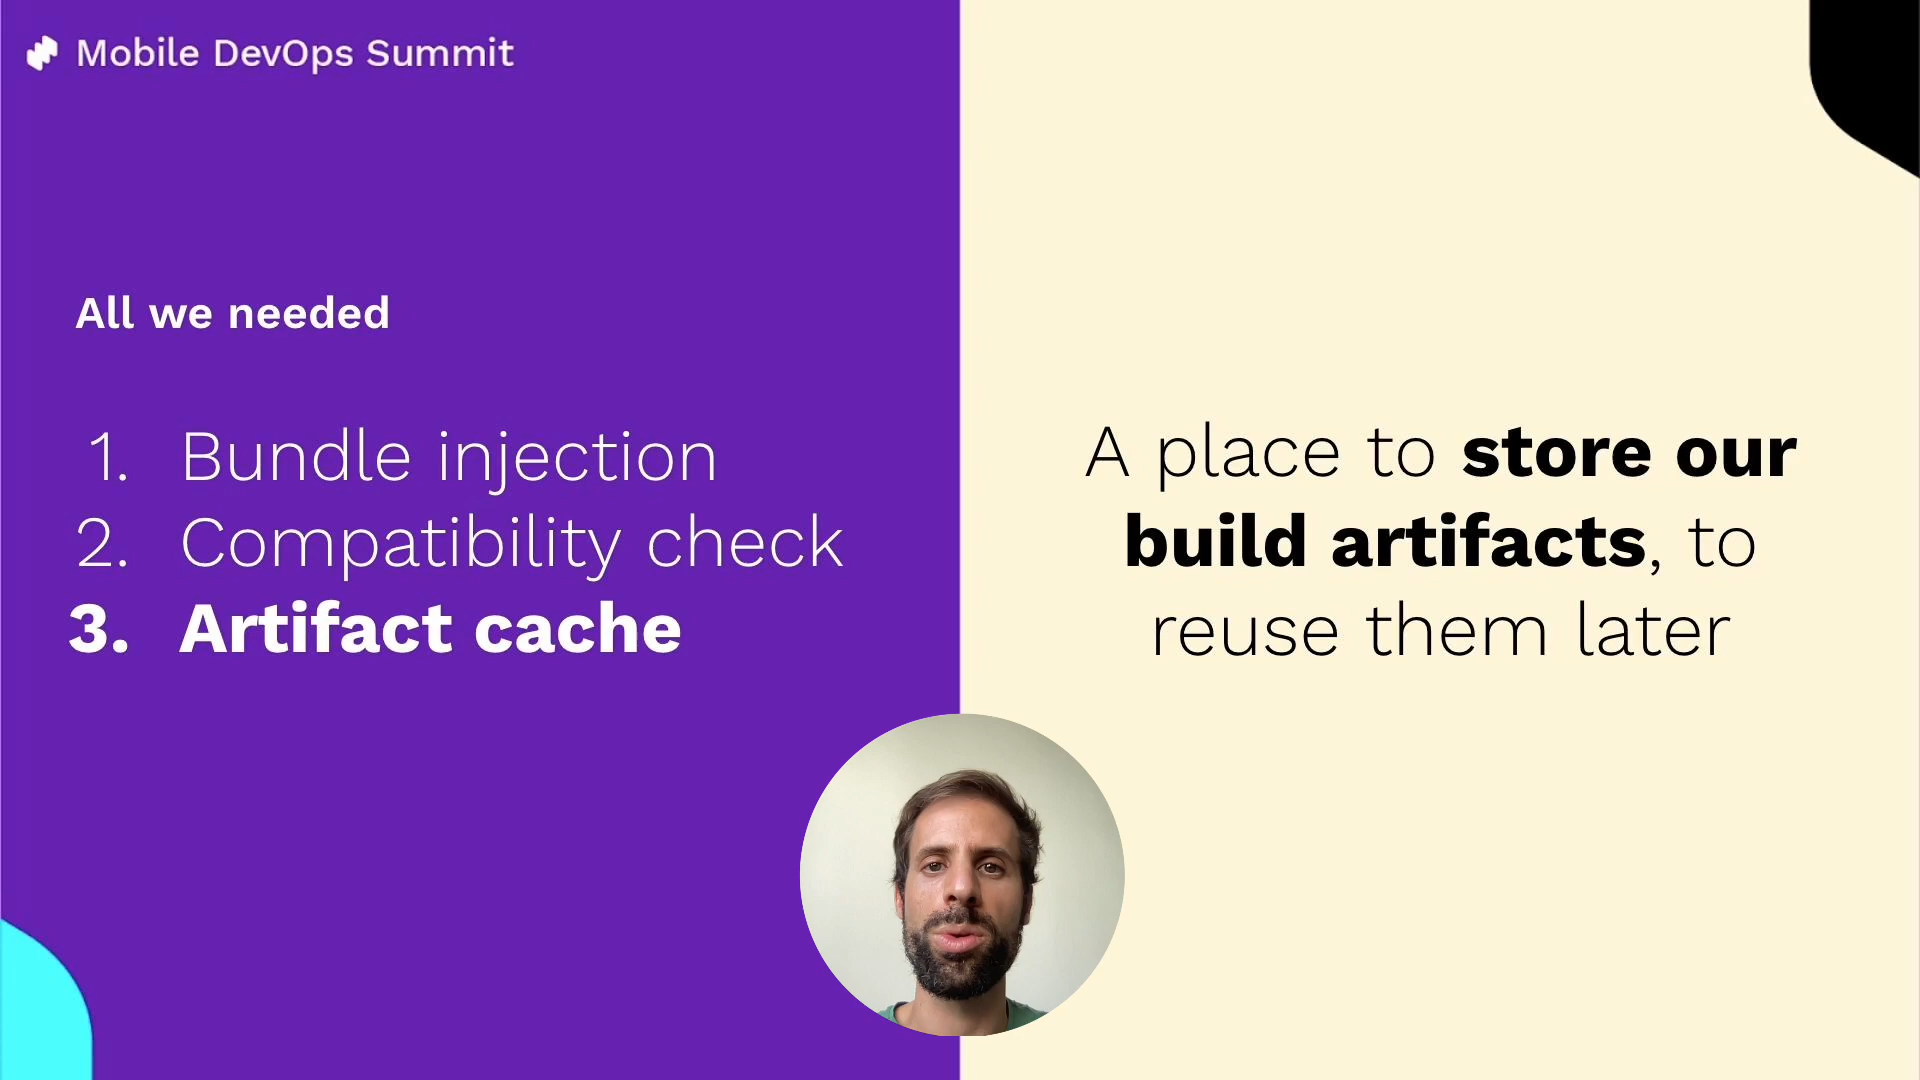 Mobile DevOps Summit
All we needed
1. Bundle injection
2. Compatibility check
3. Artifact cache
A place to store our
build artifacts, to
reuse them later